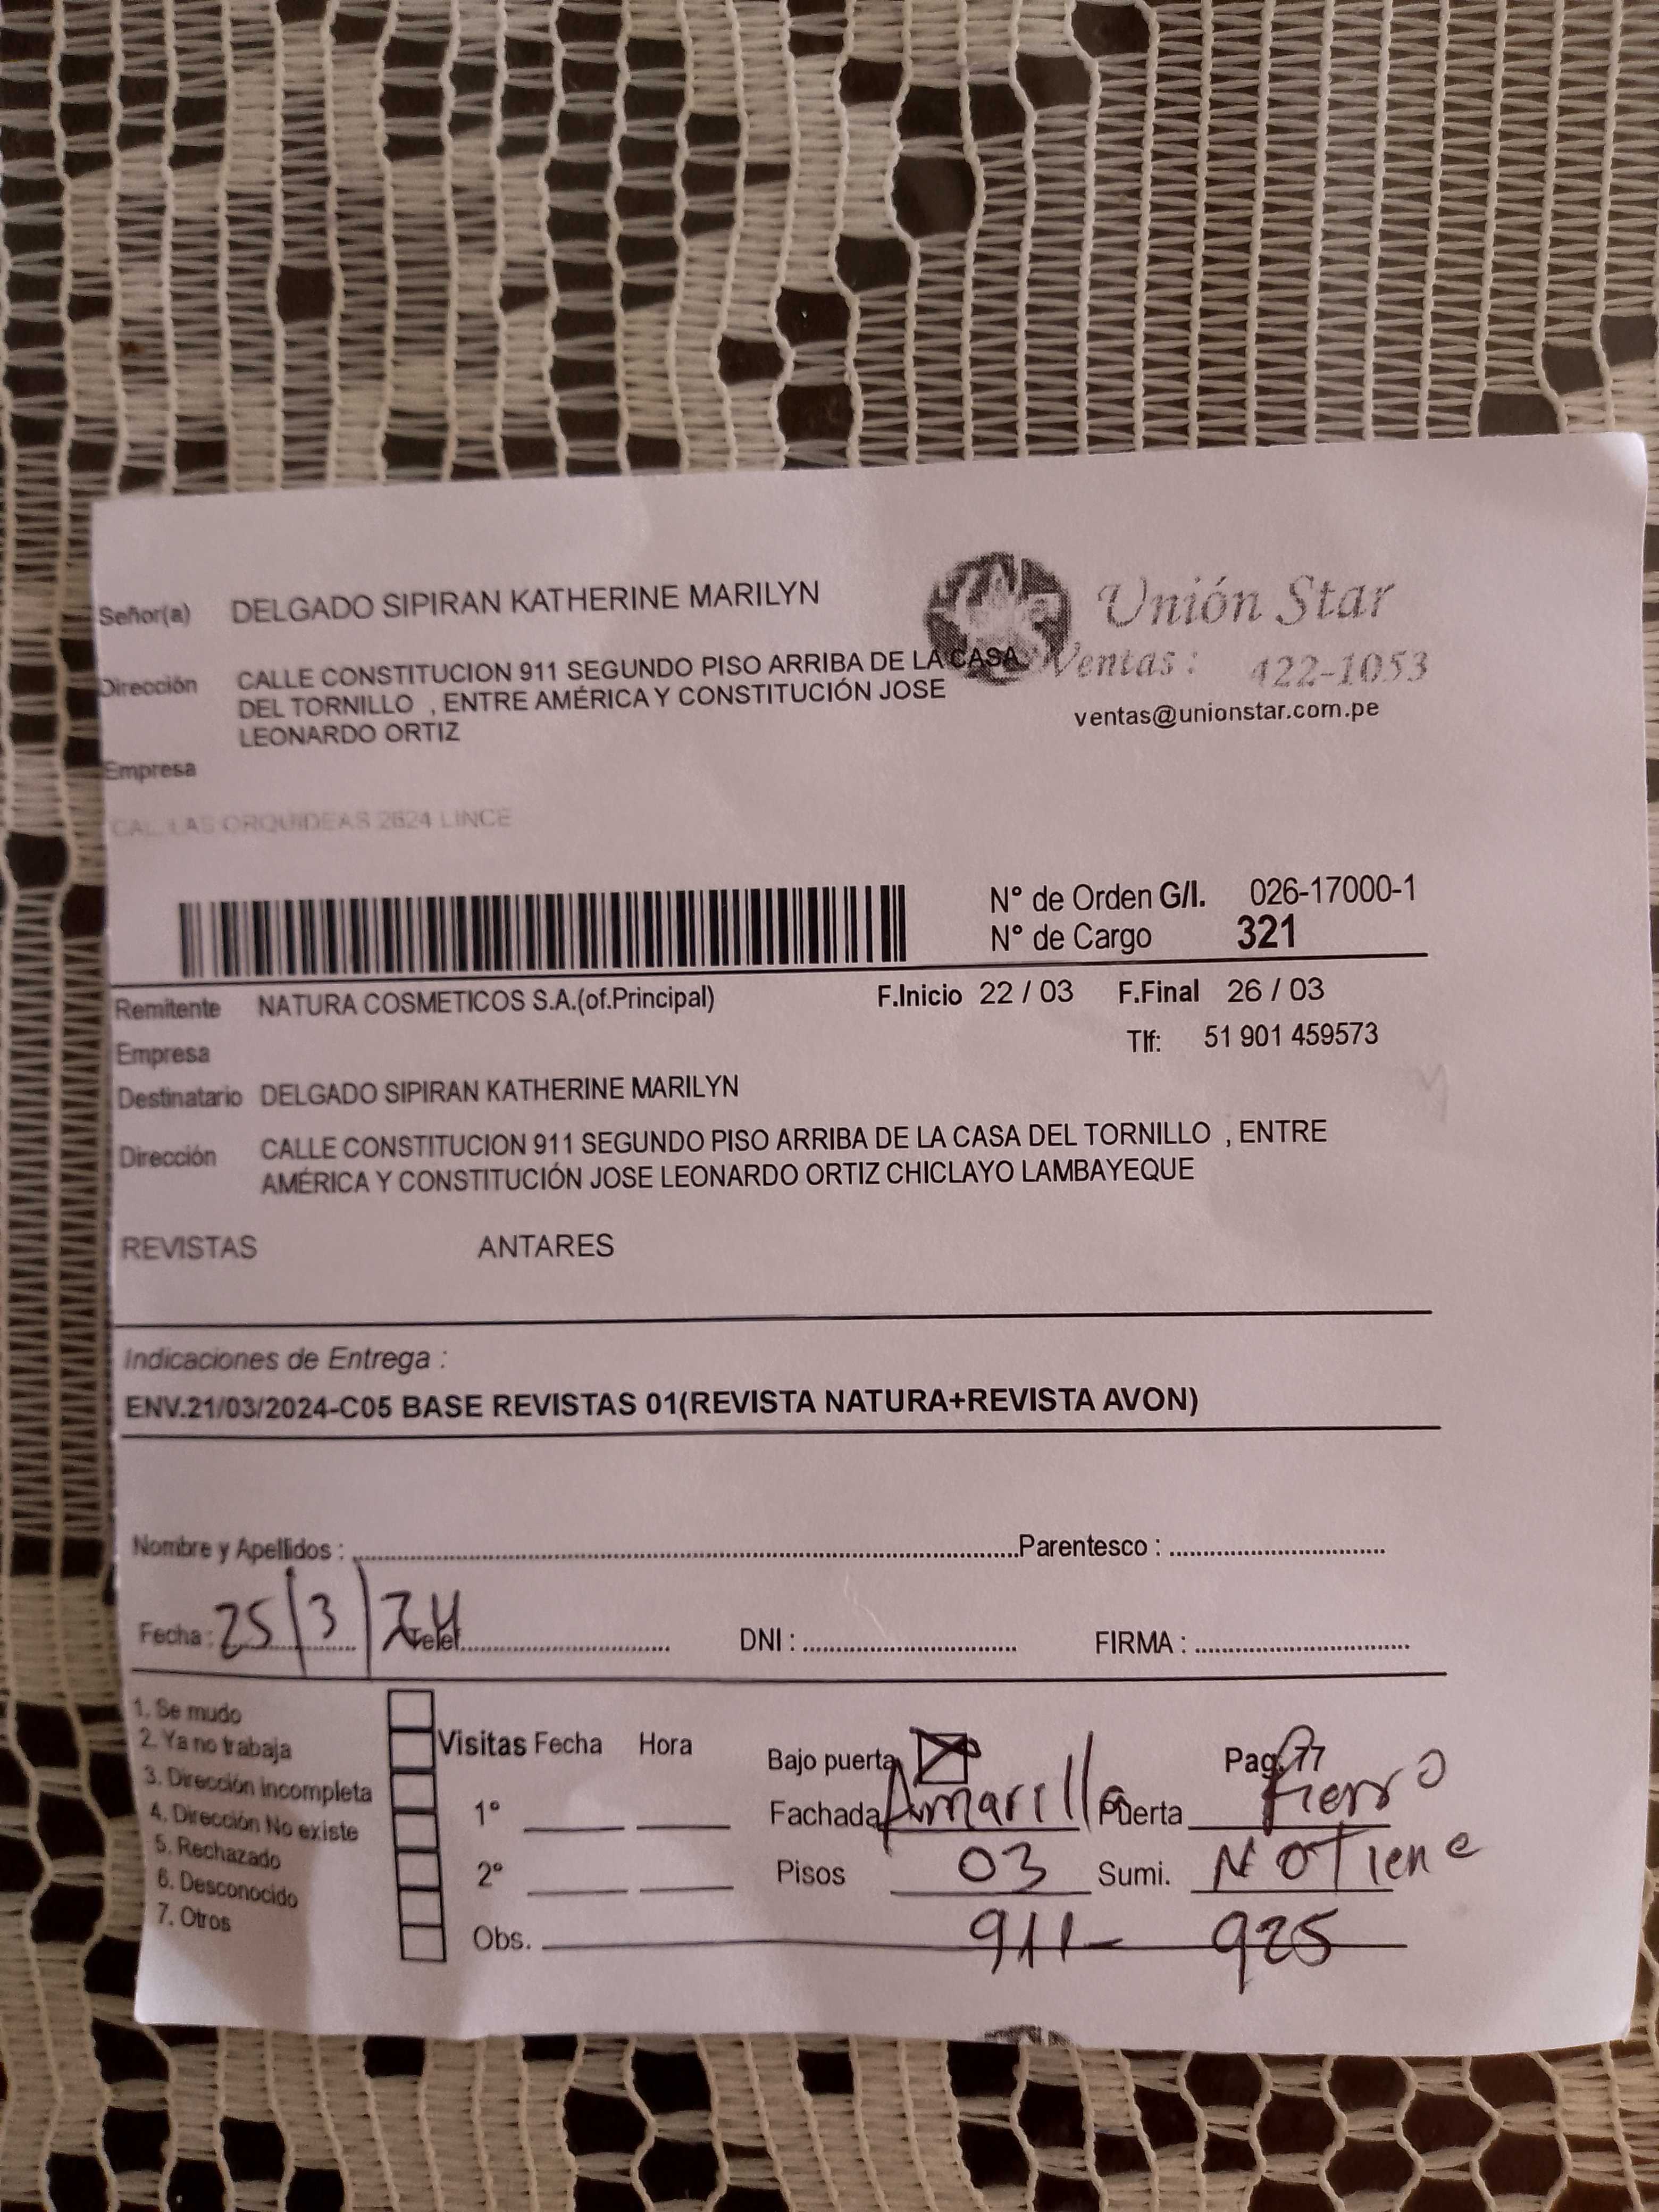 Señor(a) DELGADO SIPIRAN KATHERINE MARILYN
Unión Star
Ventas : 422-1053
ventas@unionstar.com.pe
Dirección CALLE CONSTITUCION 911 SEGUNDO PISO ARRIBA DE LA CASA
DEL TORNILLO , ENTRE AMÉRICA Y CONSTITUCIÓN JOSE
LEONARDO ORTIZ
Empresa
CAL. LAS ORQUIDEAS 2624 LINCE
N° de Orden G/I. 026-17000-1
N° de Cargo 321
Remitente NATURA COSMETICOS S.A.(of.Principal) F.Inicio 22 / 03 F.Final 26 / 03
Empresa Tlf: 51 901 459573
Destinatario DELGADO SIPIRAN KATHERINE MARILYN
Dirección CALLE CONSTITUCION 911 SEGUNDO PISO ARRIBA DE LA CASA DEL TORNILLO , ENTRE
AMÉRICA Y CONSTITUCIÓN JOSE LEONARDO ORTIZ CHICLAYO LAMBAYEQUE
REVISTAS ANTARES
Indicaciones de Entrega :
ENV.21/03/2024-C05 BASE REVISTAS 01(REVISTA NATURA+REVISTA AVON)
Nombre y Apellidos : Parentesco :
Fecha : 25/3/24 Telef. DNI : FIRMA :
1. Se mudo
2. Ya no trabaja
3. Dirección incompleta
4. Dirección No existe
5. Rechazado
6. Desconocido
7. Otros
Visitas Fecha Hora
1°
2°
Bajo puerta Pag. 77
Fachada Amarilla Puerta fierro
Pisos 03 Sumi. NO Tiene
Obs. 911- 925